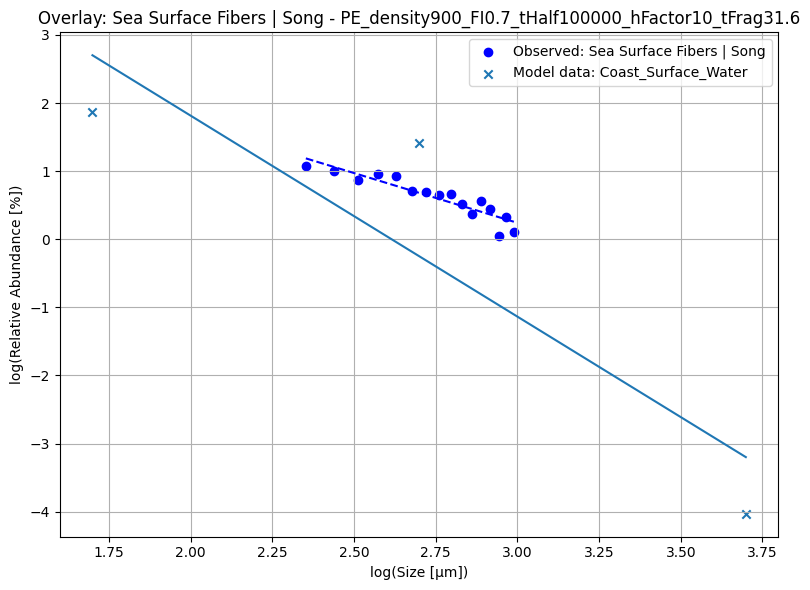 Overlay: Sea Surface Fibers | Song - PE_density900_FI0.7_tHalf100000_hFactor10_tFrag31.6
Observed: Sea Surface Fibers | Song
Model data: Coast_Surface_Water
log(Relative Abundance [%])
3
2
1
0
−1
−2
−3
−4
1.75 2.00 2.25 2.50 2.75 3.00 3.25 3.50 3.75
log(Size [μm])